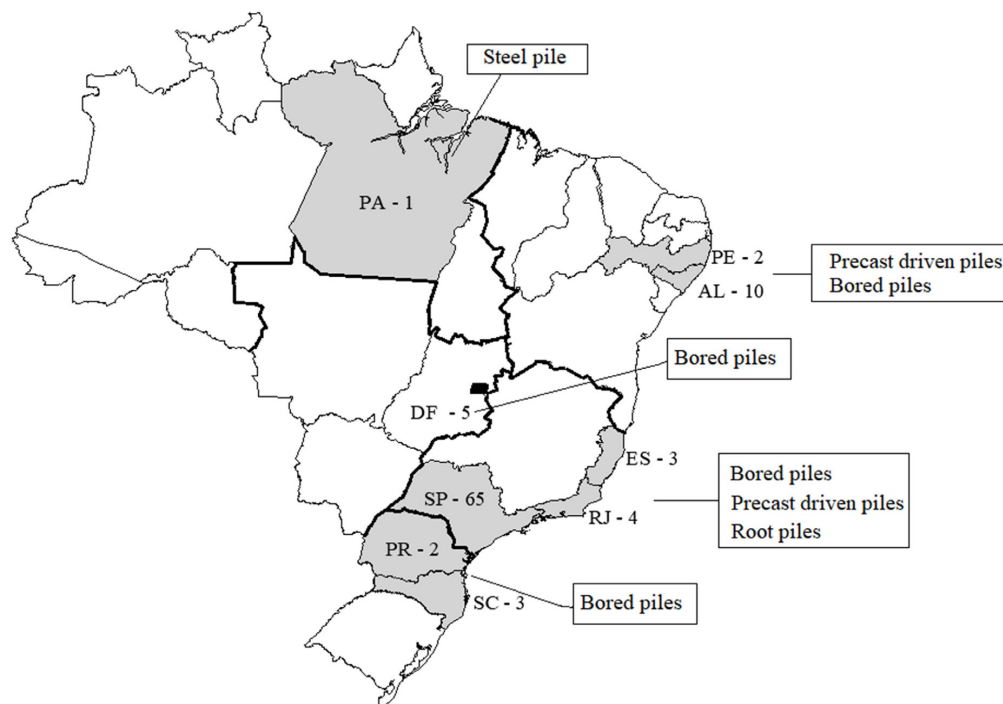 Steel pile
PA - 1
PE - 2
AL - 10
Precast driven piles
Bored piles
Bored piles
DF - 5
ES - 3
SP - 65
RJ - 4
Bored piles
Precast driven piles
Root piles
PR - 2
SC - 3
Bored piles